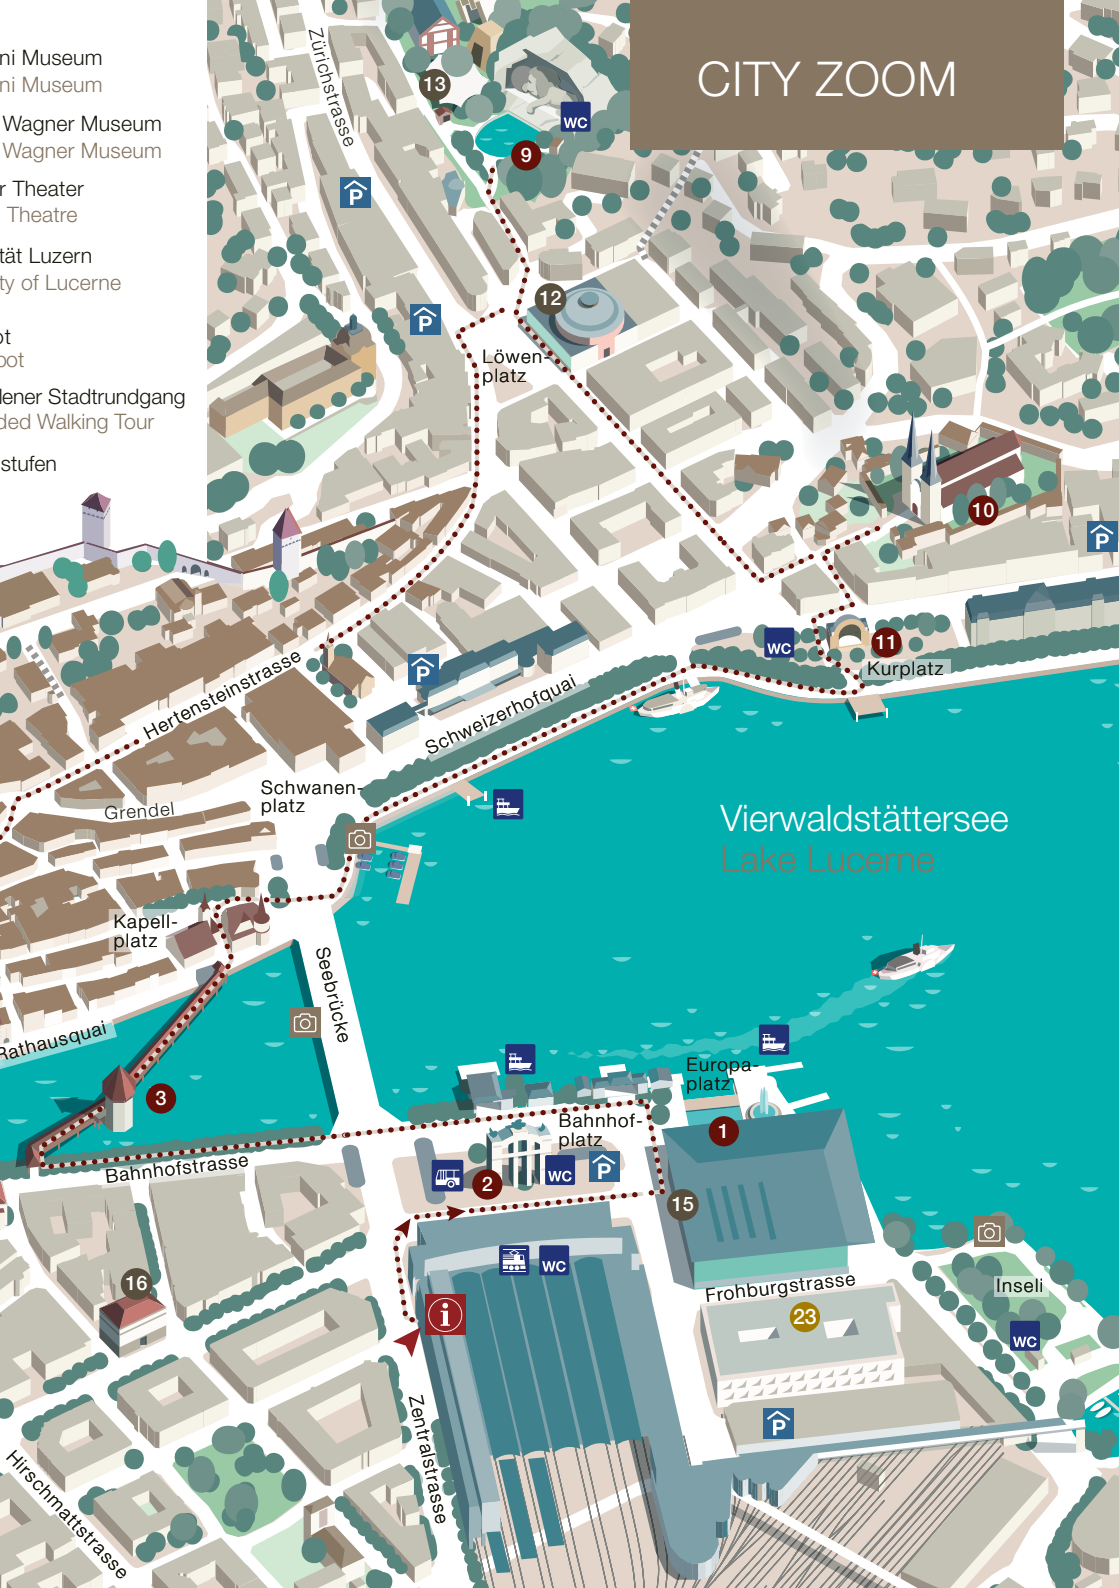 ni Museum
ni Museum
Wagner Museum
Wagner Museum
r Theater
Theatre
tät Luzern
ty of Lucerne
ot
oot
dener Stadtrundgang
ded Walking Tour
stufen
CITY ZOOM
Zürichstrasse
13
WC
9
P
12
P
Löwen-
platz
10
P
11
WC
Kurplatz
P
Hertensteinstrasse
Schweizerhofquai
Schwanen-
platz
Grendel
Vierwaldstättersee
Lake Lucerne
Kapell-
platz
Seebrücke
Rathausquai
3
Europa-
platz
1
Bahnhof-
platz
Bahnhofstrasse
2
WC
P
15
WC
16
i
Frohburgstrasse
23
Inseli
WC
P
Zentralstrasse
Hirschmattstrasse